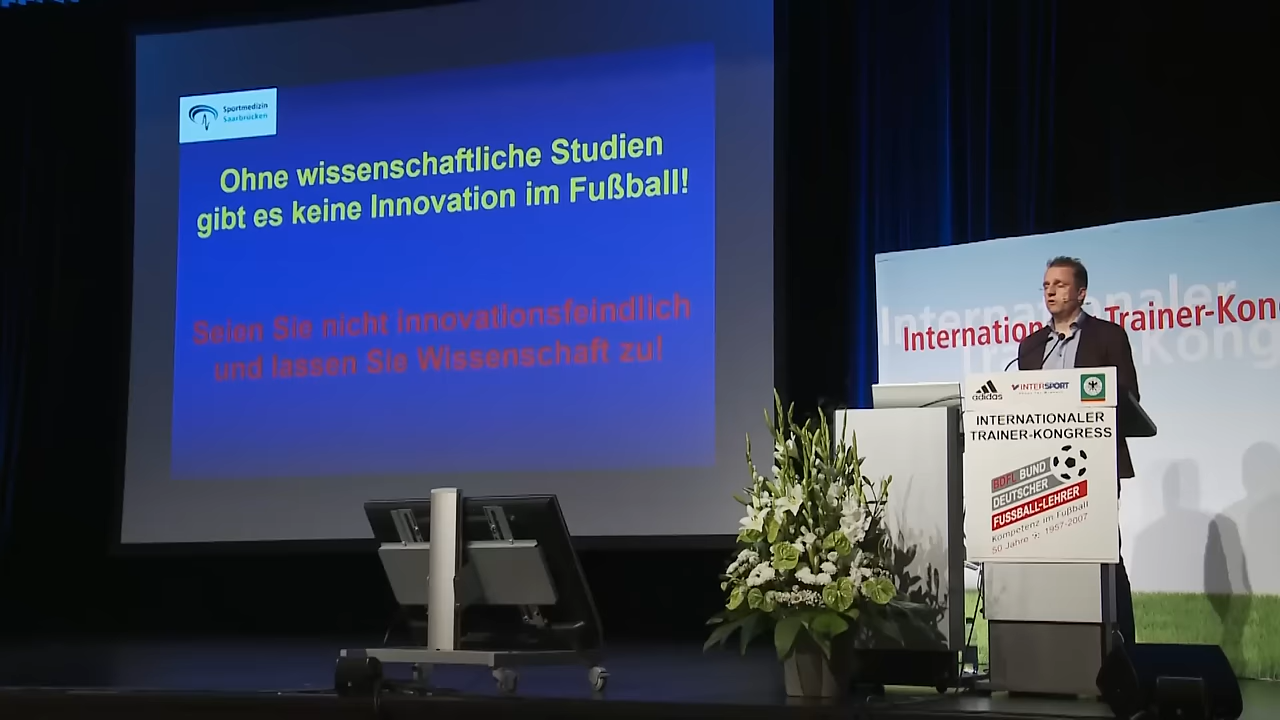 Sportmedizin
Saarbrücken
Ohne wissenschaftliche Studien
gibt es keine Innovation im Fußball!
Seien Sie nicht innovationsfeindlich
und lassen Sie Wissenschaft zu!
Internationaler
Internation Trainer-Kon
Kong
adidas
INTERSPORT
INTERNATIONALER
TRAINER-KONGRESS
BDFL BUND
DEUTSCHER
FUSSBALL-LEHRER
Kompetenz im Fußball
50 Jahre 1957-2007